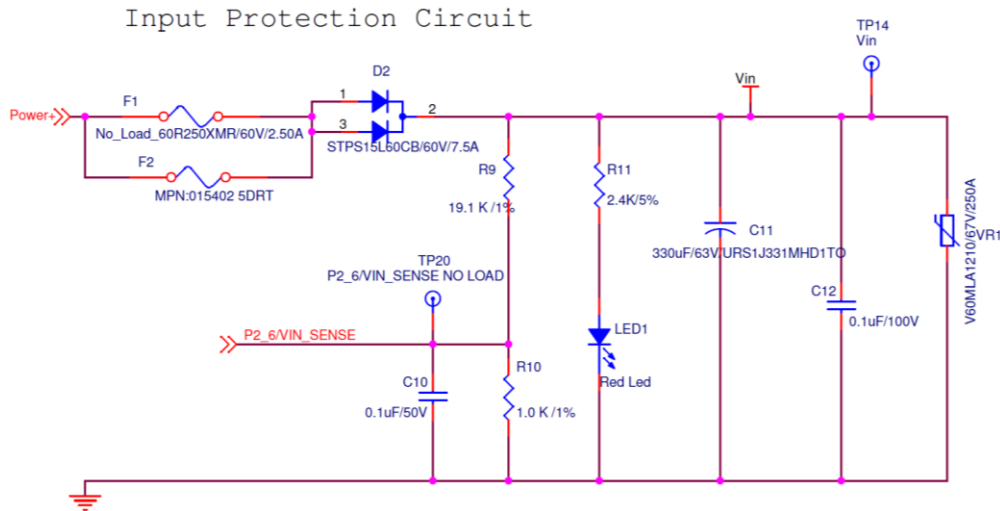 Input Protection Circuit
TP14
Vin
D2
Vin
Power+
F1
1
2
No_Load_60R250XMR/60V/2.50A
3
STPS15L60CB/60V/7.5A
F2
MPN:015402 5DRT
R9
19.1 K /1%
R11
2.4K/5%
C11
330uF/63V/URS1J331MHD1TO
VR1
V60MLA1210/67V/250A
TP20
P2_6/VIN_SENSE NO LOAD
C12
0.1uF/100V
P2_6/VIN_SENSE
LED1
Red Led
C10
0.1uF/50V
R10
1.0 K /1%